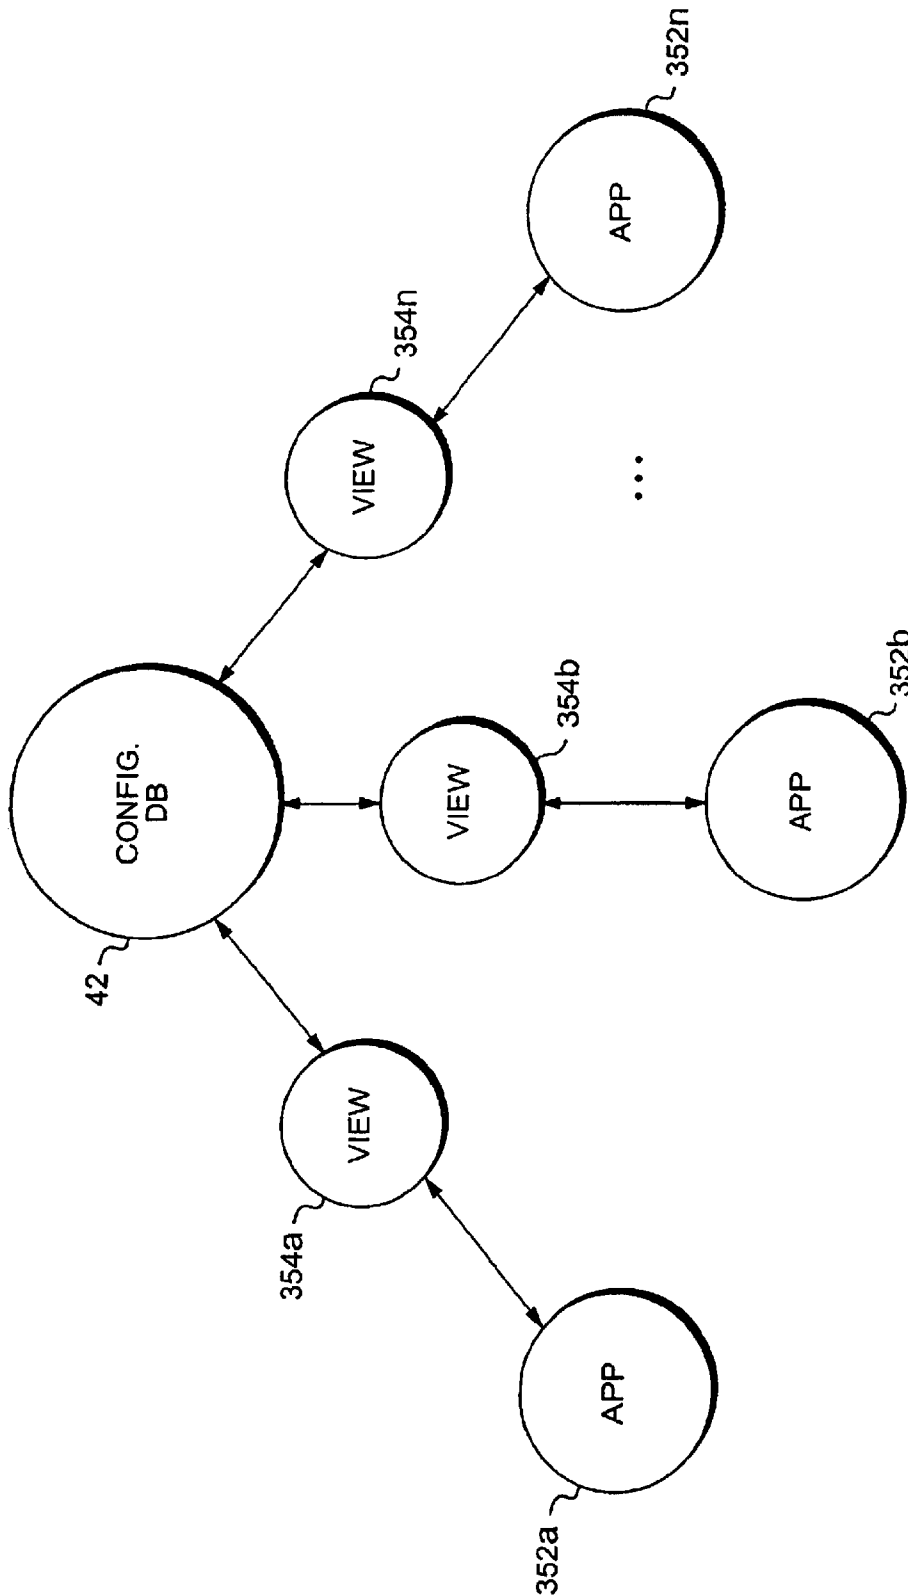 CONFIG.
DB
42
VIEW
354a
VIEW
354b
VIEW
354n
APP
352a
APP
352b
...
APP
352n